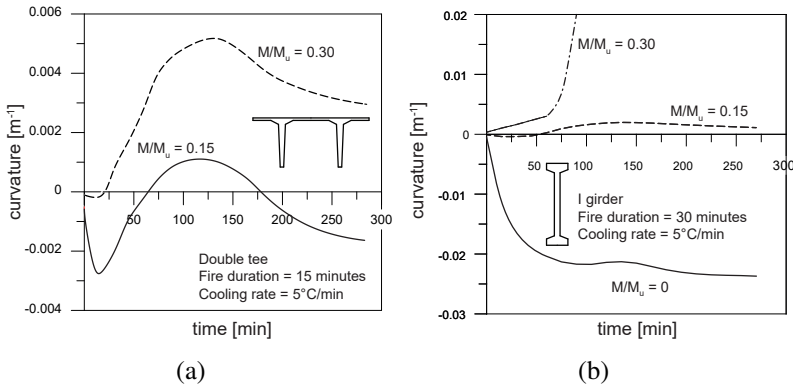 0.006
0.004
0.002
0
-0.002
-0.004
curvature [m⁻¹]
50
100
150
200
250
300
time [min]
M/Mᵤ = 0.30
M/Mᵤ = 0.15
Double tee
Fire duration = 15 minutes
Cooling rate = 5°C/min
(a)
0.02
0.01
0
-0.01
-0.02
-0.03
curvature [m⁻¹]
50
100
150
200
250
300
time [min]
M/Mᵤ = 0.30
M/Mᵤ = 0.15
I girder
Fire duration = 30 minutes
Cooling rate = 5°C/min
M/Mᵤ = 0
(b)